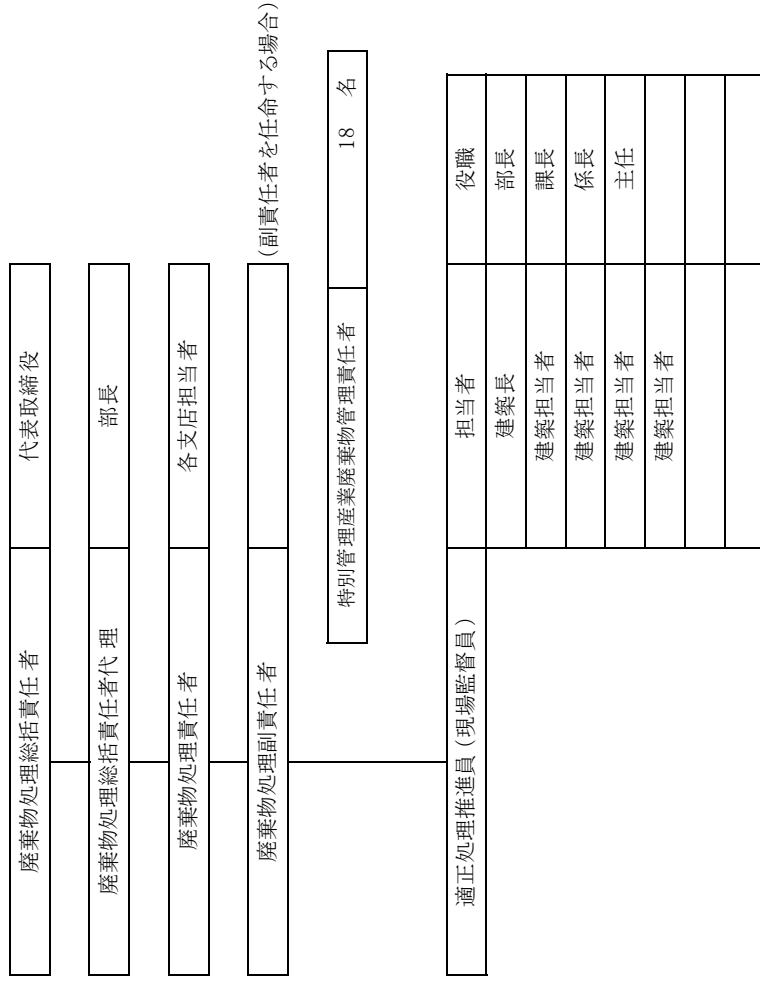 廃棄物処理総括責任者 代表取締役
廃棄物処理総括責任者代理 部長
廃棄物処理責任者 各支店担当者
廃棄物処理副責任者 (副責任者を任命する場合)
特別管理産業廃棄物管理責任者 18 名
適正処理推進員(現場監督員) 担当者 役職
建築長 部長
建築担当者 課長
建築担当者 係長
建築担当者 主任
建築担当者